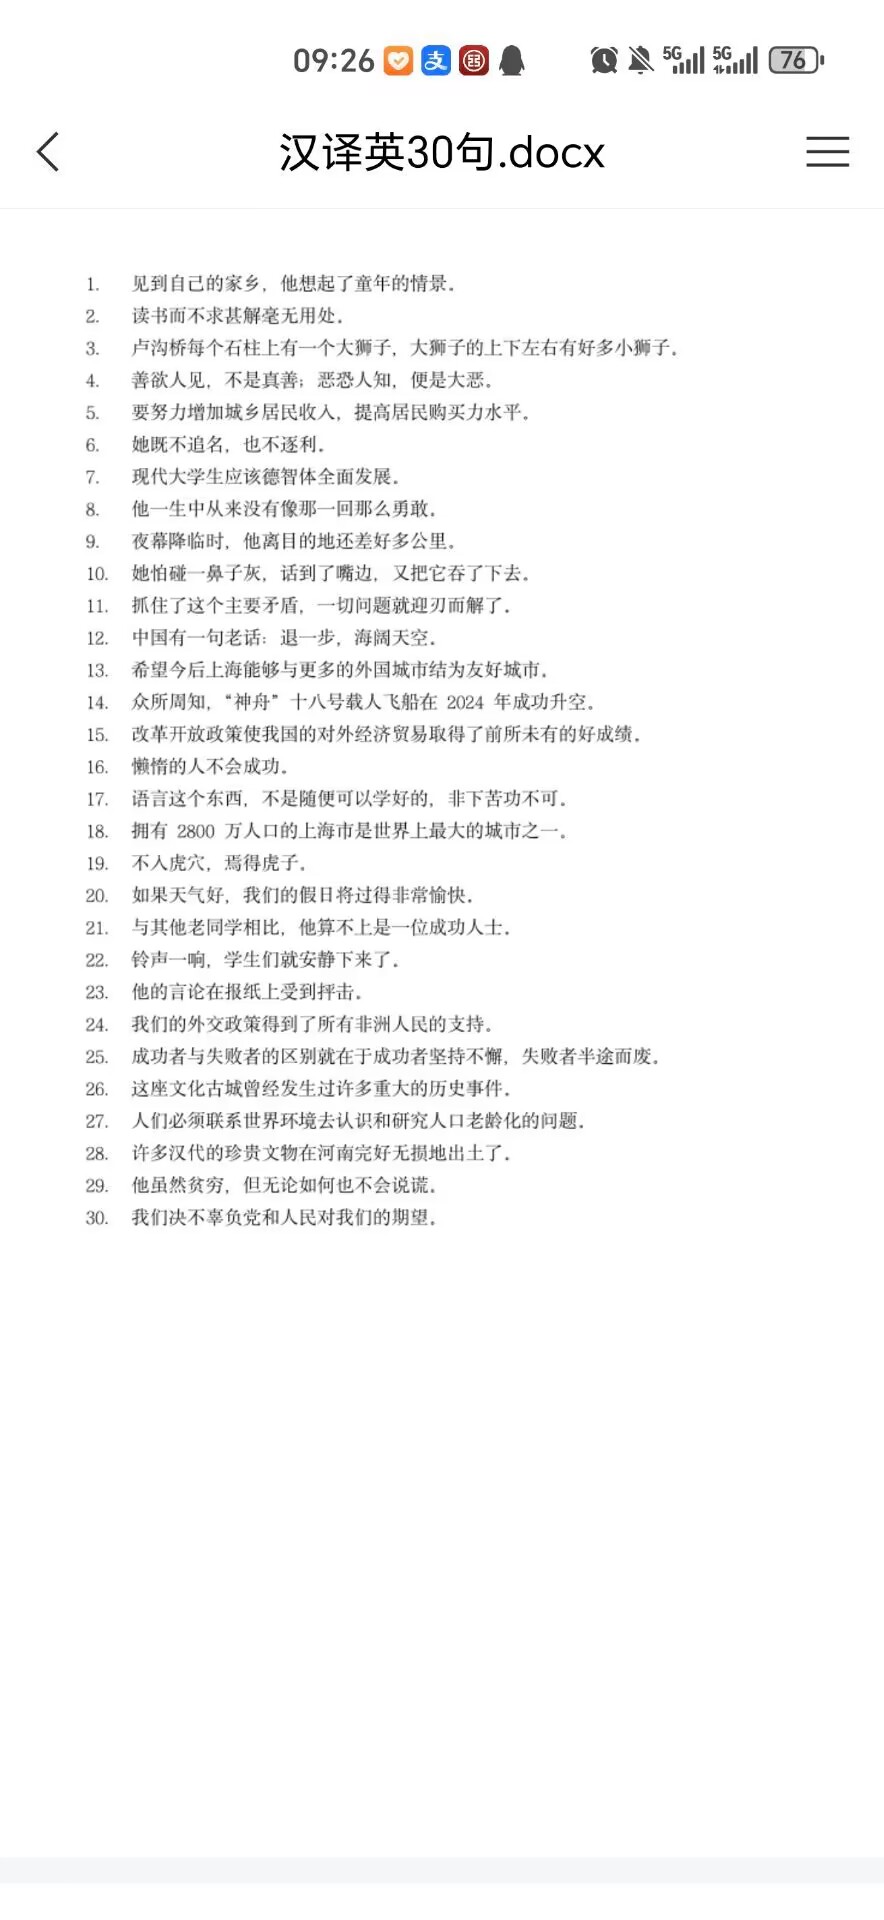 09:26
5G
5G
76
汉译英30句.docx
1. 见到自己的家乡，他想起了童年的情景。
2. 读书而不求甚解毫无用处。
3. 卢沟桥每个石柱上有一个大狮子，大狮子的上下左右有好多小狮子。
4. 善欲人见，不是真善；恶恐人知，便是大恶。
5. 要努力增加城乡居民收入，提高居民购买力水平。
6. 她既不追名，也不逐利。
7. 现代大学生应该德智体全面发展。
8. 他一生中从来没有像那一回那么勇敢。
9. 夜幕降临时，他离目的地还差好多公里。
10. 她怕碰一鼻子灰，话到了嘴边，又把它吞了下去。
11. 抓住了这个主要矛盾，一切问题就迎刃而解了。
12. 中国有一句老话：退一步，海阔天空。
13. 希望今后上海能够与更多的外国城市结为友好城市。
14. 众所周知，“神舟”十八号载人飞船在 2024 年成功升空。
15. 改革开放政策使我国的对外经济贸易取得了前所未有的好成绩。
16. 懒惰的人不会成功。
17. 语言这个东西，不是随便可以学好的，非下苦功不可。
18. 拥有 2800 万人口的上海市是世界上最大的城市之一。
19. 不入虎穴，焉得虎子。
20. 如果天气好，我们的假日将过得非常愉快。
21. 与其他老同学相比，他算不上是一位成功人士。
22. 铃声一响，学生们就安静下来了。
23. 他的言论在报纸上受到抨击。
24. 我们的外交政策得到了所有非洲人民的支持。
25. 成功者与失败者的区别就在于成功者坚持不懈，失败者半途而废。
26. 这座文化古城曾经发生过许多重大的历史事件。
27. 人们必须联系世界环境去认识和研究人口老龄化的问题。
28. 许多汉代的珍贵文物在河南完好无损地出土了。
29. 他虽然贫穷，但无论如何也不会说谎。
30. 我们决不辜负党和人民对我们的期望。